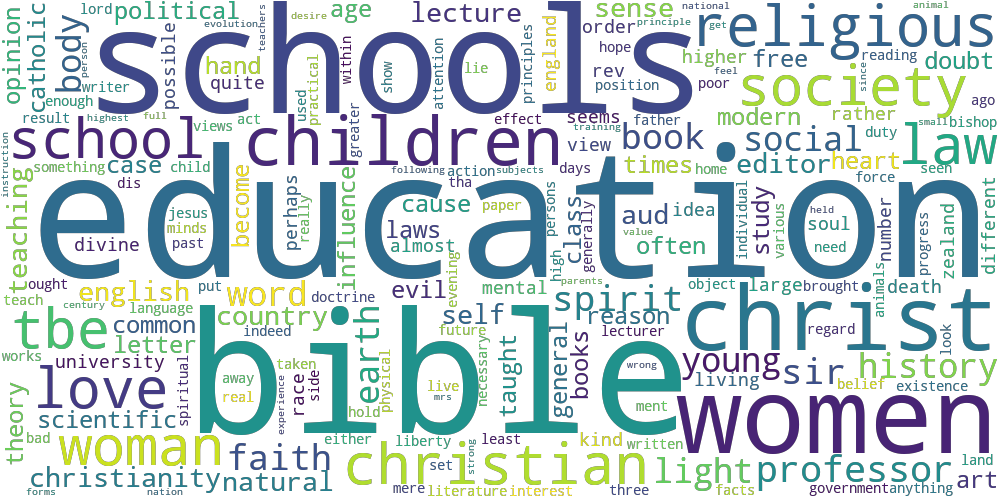 schools
religious
education
bible
christ
women
children
school
society
law
body
political
lecture
age
sense
order
hope
england
hand
quite
lie
rev
seems
position
higher
free
poor
reading
doubt
since
opinion
catholic
lord
person
evolution
teachers
desire
principle
national
get
feel
animal
possible
within
show
used
practical
attention
principles
writer
enough
result
highest
full
views
act
greater
effect
training
father
view
book
social
modern
rather
duty
small
bishop
ago
seen
something
case
child
dis
instruction
teaching
jesus
minds
past
divine
become
perhaps
really
influence
cause
laws
almost
following
action
subjects
tha
paper
days
persons
times
home
editor
heart
force
aud
idea
often
class
generally
high
value
parents
individual
study
various
held
soul
need
number
progress
zealand
different
ought
put
english
word
doctrine
evil
mental
evening
object
large
brought
animals
death
teach
century
language
country
tbe
common
letter
indeed
earth
self
spirit
reason
lecturer
regard
look
works
university
spiritual
taken
future
necessary
general
books
taught
wrong
young
sir
history
living
belief
existence
love
away
real
experience
race
side
hold
physical
live
mrs
ment
theory
scientific
bad
woman
faith
either
liberty
least
kind
written
land
christianity
natural
christian
set
strong
light
professor
art
forms
nation
mere
literature
interest
three
facts
government
anything